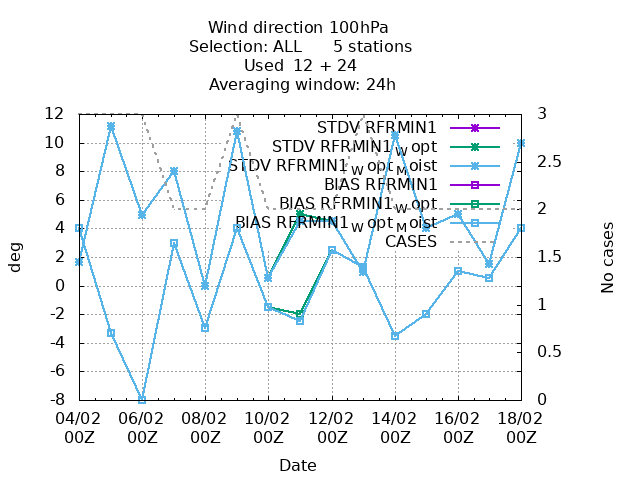 Wind direction 100hPa
Selection: ALL      5 stations
Used  12 + 24
Averaging window: 24h
12
10
8
6
4
2
0
-2
-4
-6
-8
deg
3
2.5
2
1.5
1
0.5
0
No cases
STDV RFRMIN1
STDV RFRMIN1_W opt
STDV RFRMIN1_W opt_M oist
BIAS RFRMIN1
BIAS RFRMIN1_W opt
BIAS RFRMIN1_W opt_M oist
CASES
04/02 06/02 08/02 10/02 12/02 14/02 16/02 18/02
00Z 00Z 00Z 00Z 00Z 00Z 00Z 00Z
Date